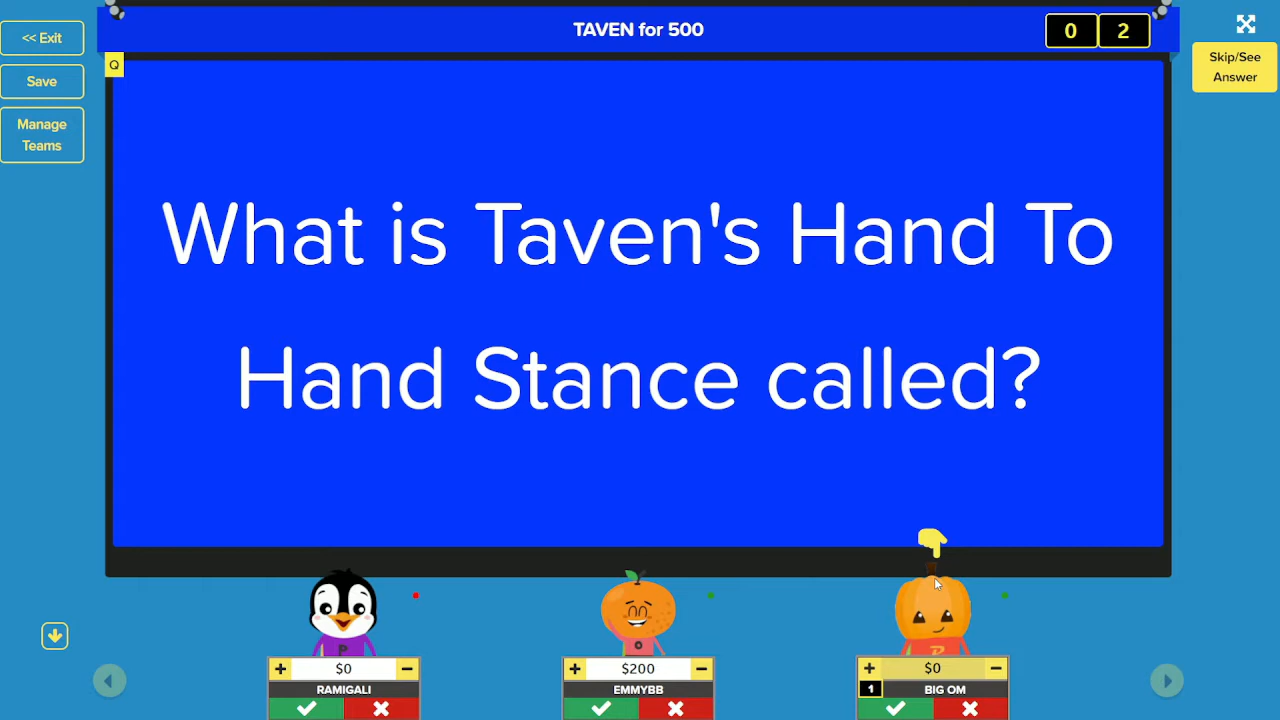 << Exit
TAVEN for 500
0 2
Skip/See
Answer
Save
Manage
Teams
Q
What is Taven's Hand To
Hand Stance called?
P
O
P
+ $0 −
+ $200 −
+ $0 −
RAMIGALI
EMMYBB
1 BIG OM